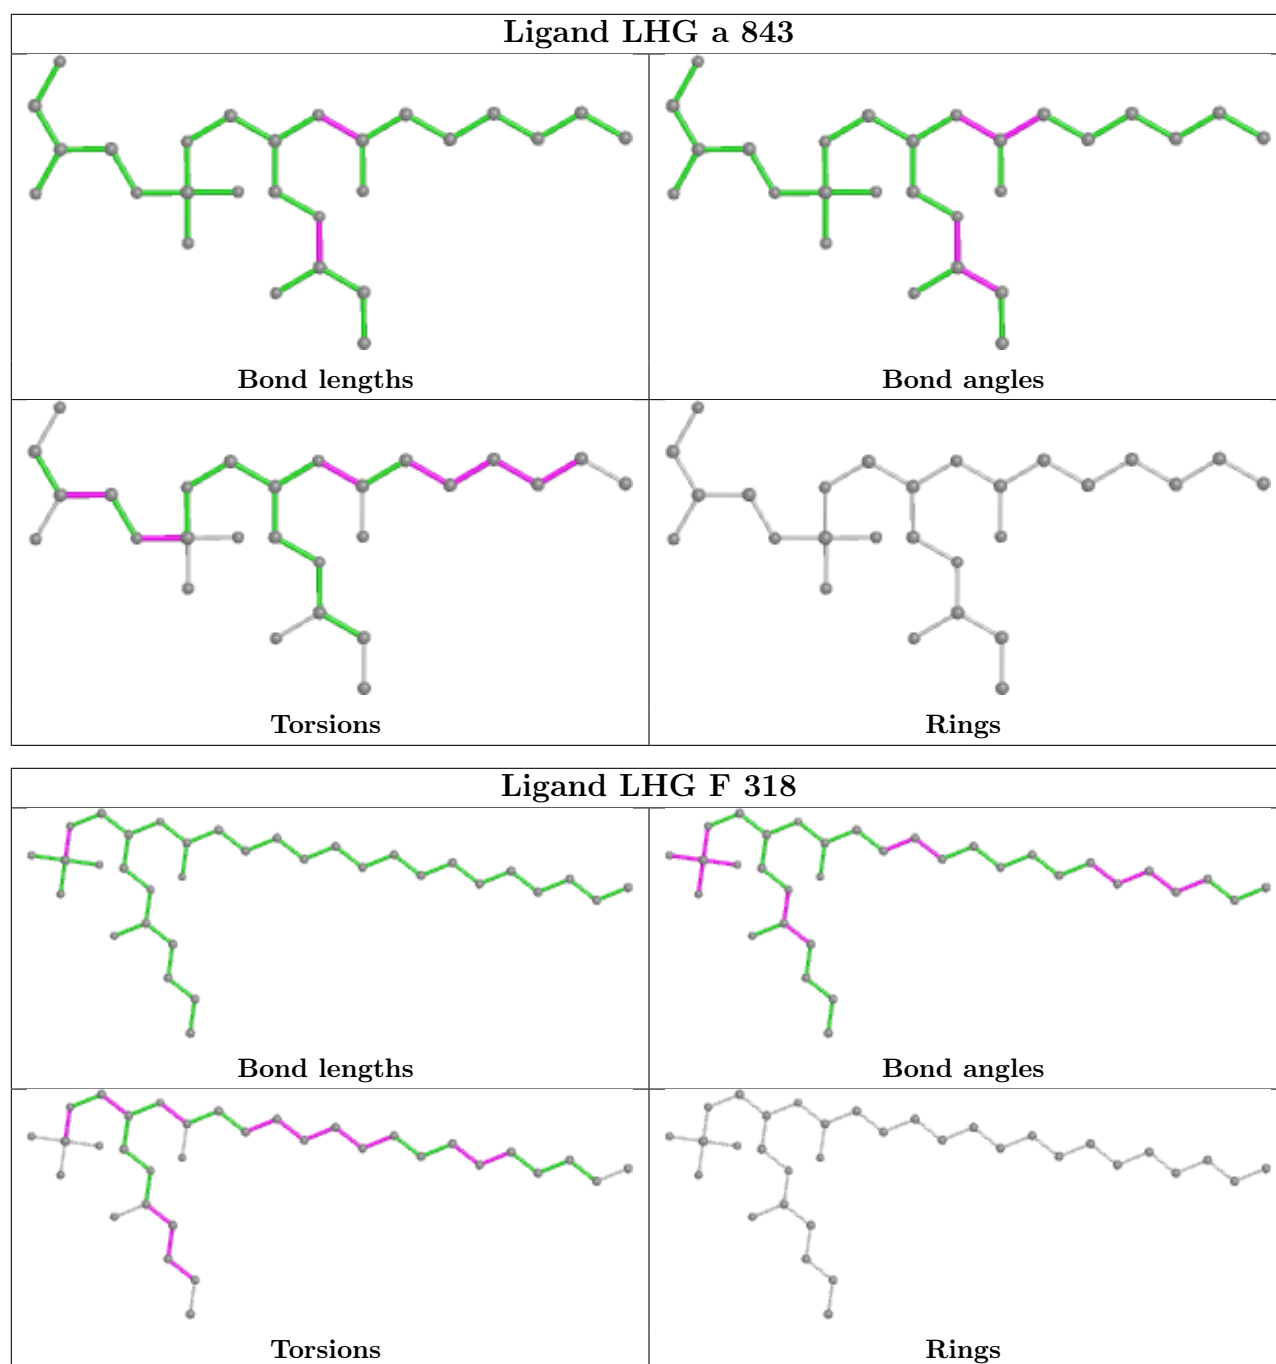 Ligand LHG a 843
Bond lengths
Bond angles
Torsions
Rings
Ligand LHG F 318
Bond lengths
Bond angles
Torsions
Rings